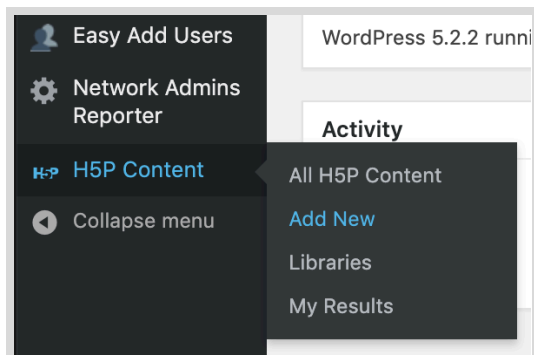 Easy Add Users
WordPress 5.2.2 runni
Network Admins
Reporter
Activity
H5P
H5P Content
All H5P Content
Add New
Collapse menu
Libraries
My Results